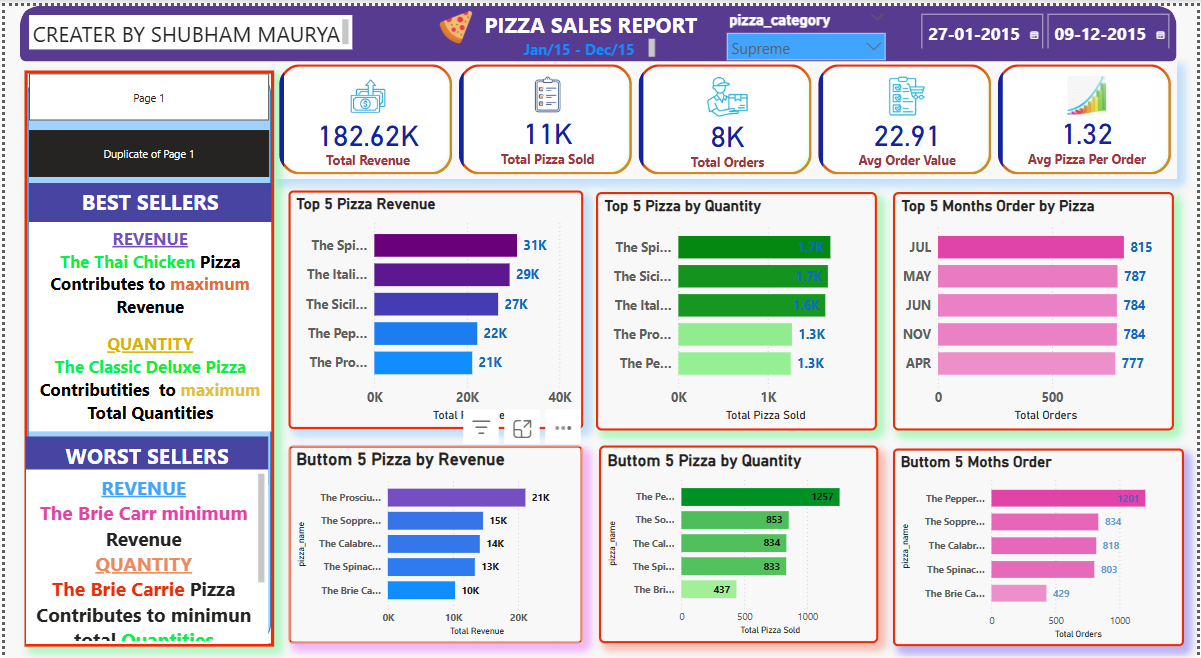 CREATER BY SHUBHAM MAURYA
PIZZA SALES REPORT
Jan/15 - Dec/15
pizza_category
Supreme
27-01-2015
09-12-2015
Page 1
Duplicate of Page 1
BEST SELLERS
REVENUE
The Thai Chicken Pizza
Contributes to maximum
Revenue
QUANTITY
The Classic Deluxe Pizza
Contributities to maximum
Total Quantities
WORST SELLERS
REVENUE
The Brie Carr minimum
Revenue
QUANTITY
The Brie Carrie Pizza
Contributes to minimun
total Quantities
182.62K
Total Revenue
11K
Total Pizza Sold
8K
Total Orders
22.91
Avg Order Value
1.32
Avg Pizza Per Order
Top 5 Pizza Revenue
The Spi... 31K
The Itali... 29K
The Sicil... 27K
The Pep... 22K
The Pro... 21K
0K 20K 40K
Top 5 Pizza by Quantity
The Spi... 1.7K
The Sici... 1.7K
The Ital... 1.6K
The Pro... 1.3K
The Pe... 1.3K
0K 1K
Total Pizza Sold
Top 5 Months Order by Pizza
JUL 815
MAY 787
JUN 784
NOV 784
APR 777
0 500
Total Orders
Buttom 5 Pizza by Revenue
pizza_name
The Prosciu... 21K
The Soppre... 15K
The Calabre... 14K
The Spinac... 13K
The Brie Ca... 10K
0K 10K 20K
Total Revenue
Buttom 5 Pizza by Quantity
pizza_name
The Pe... 1257
The So... 853
The Cal... 834
The Spi... 833
The Bri... 437
0 500 1000
Total Pizza Sold
Buttom 5 Moths Order
pizza_name
The Pepper... 1201
The Soppre... 834
The Calabr... 818
The Spinac... 803
The Brie Ca... 429
0 500 1000
Total Orders